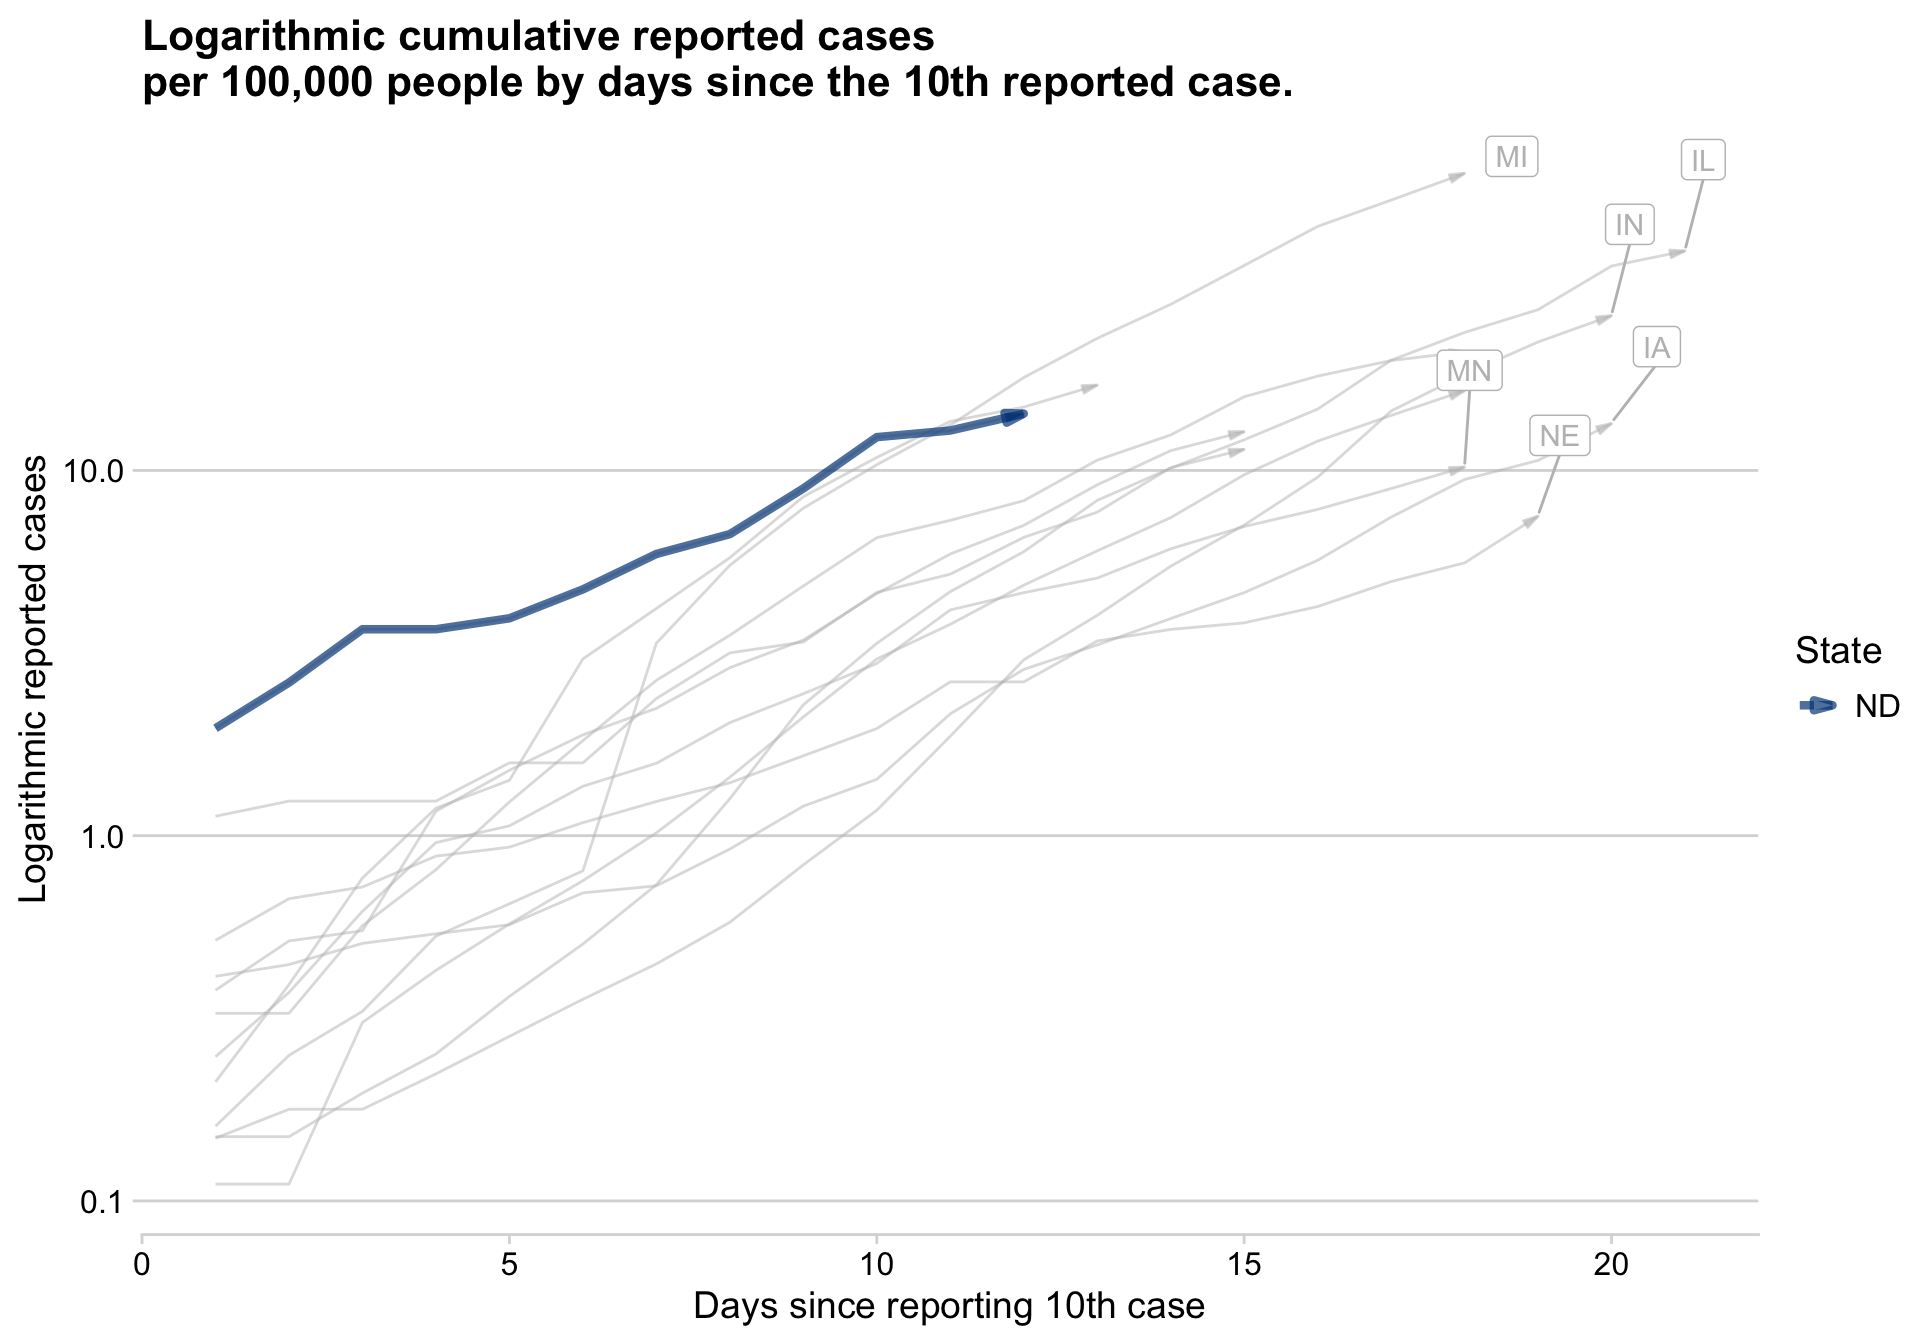 Logarithmic cumulative reported cases
per 100,000 people by days since the 10th reported case.
MI
IL
IN
IA
MN
NE
10.0
1.0
0.1
Logarithmic reported cases
0
5
10
15
20
Days since reporting 10th case
State
ND